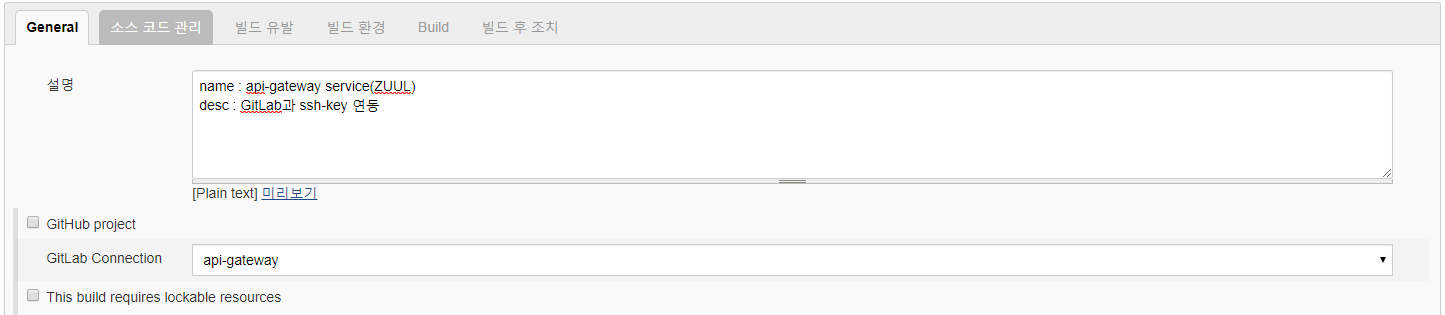 General 소스 코드 관리 빌드 유발 빌드 환경 Build 빌드 후 조치
설명
name : api-gateway service(ZUUL)
desc : GitLab과 ssh-key 연동
[Plain text] 미리보기
GitHub project
GitLab Connection api-gateway
This build requires lockable resources